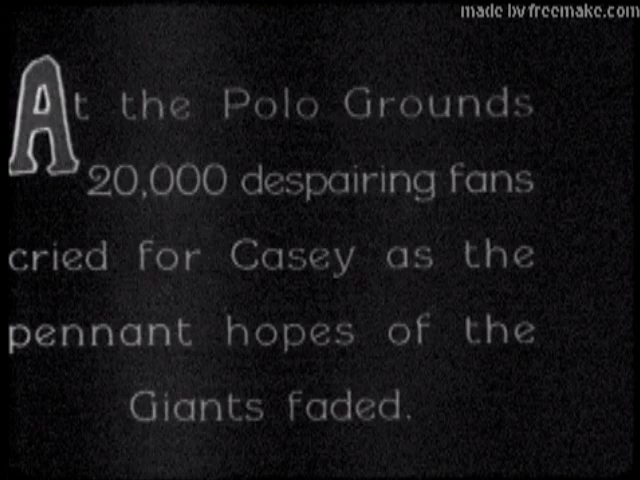 made by freemake.com
At the Polo Grounds
20,000 despairing fans
cried for Casey as the
pennant hopes of the
Giants faded.